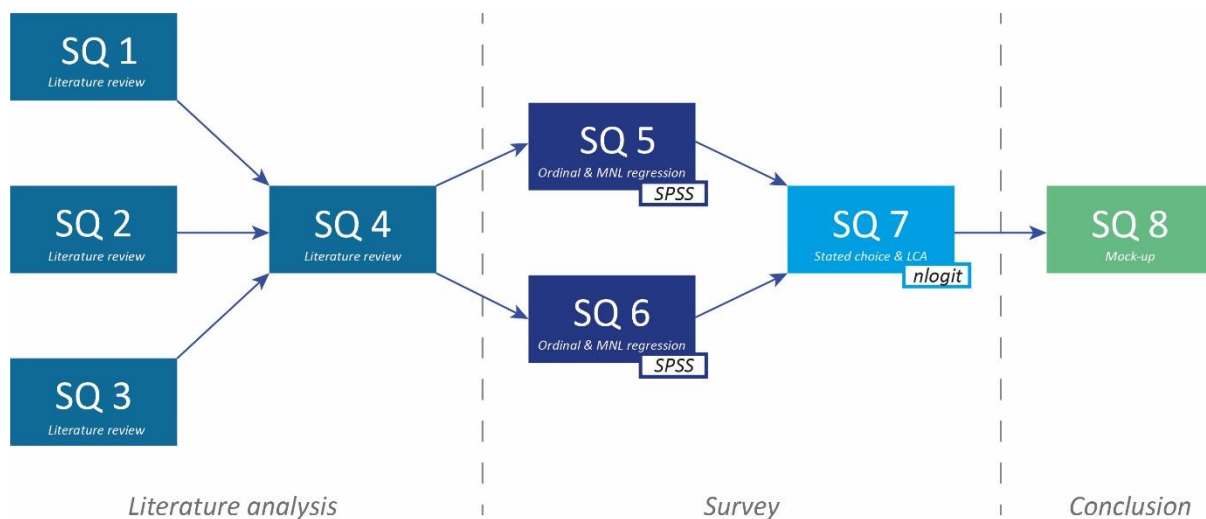 SQ 1
Literature review
SQ 2
Literature review
SQ 3
Literature review
SQ 4
Literature review
SQ 5
Ordinal & MNL regression
SPSS
SQ 6
Ordinal & MNL regression
SPSS
SQ 7
Stated choice & LCA
nlogit
SQ 8
Mock-up
Literature analysis
Survey
Conclusion